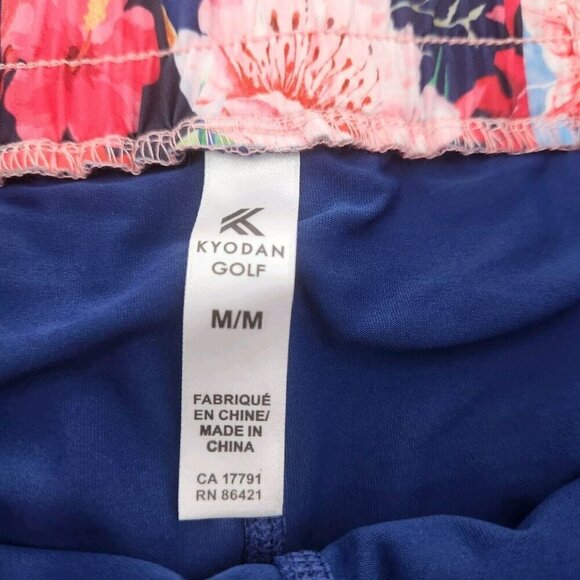 KYODAN
GOLF
M/M
FABRIQUÉ
EN CHINE/
MADE IN
CHINA
CA 17791
RN 86421